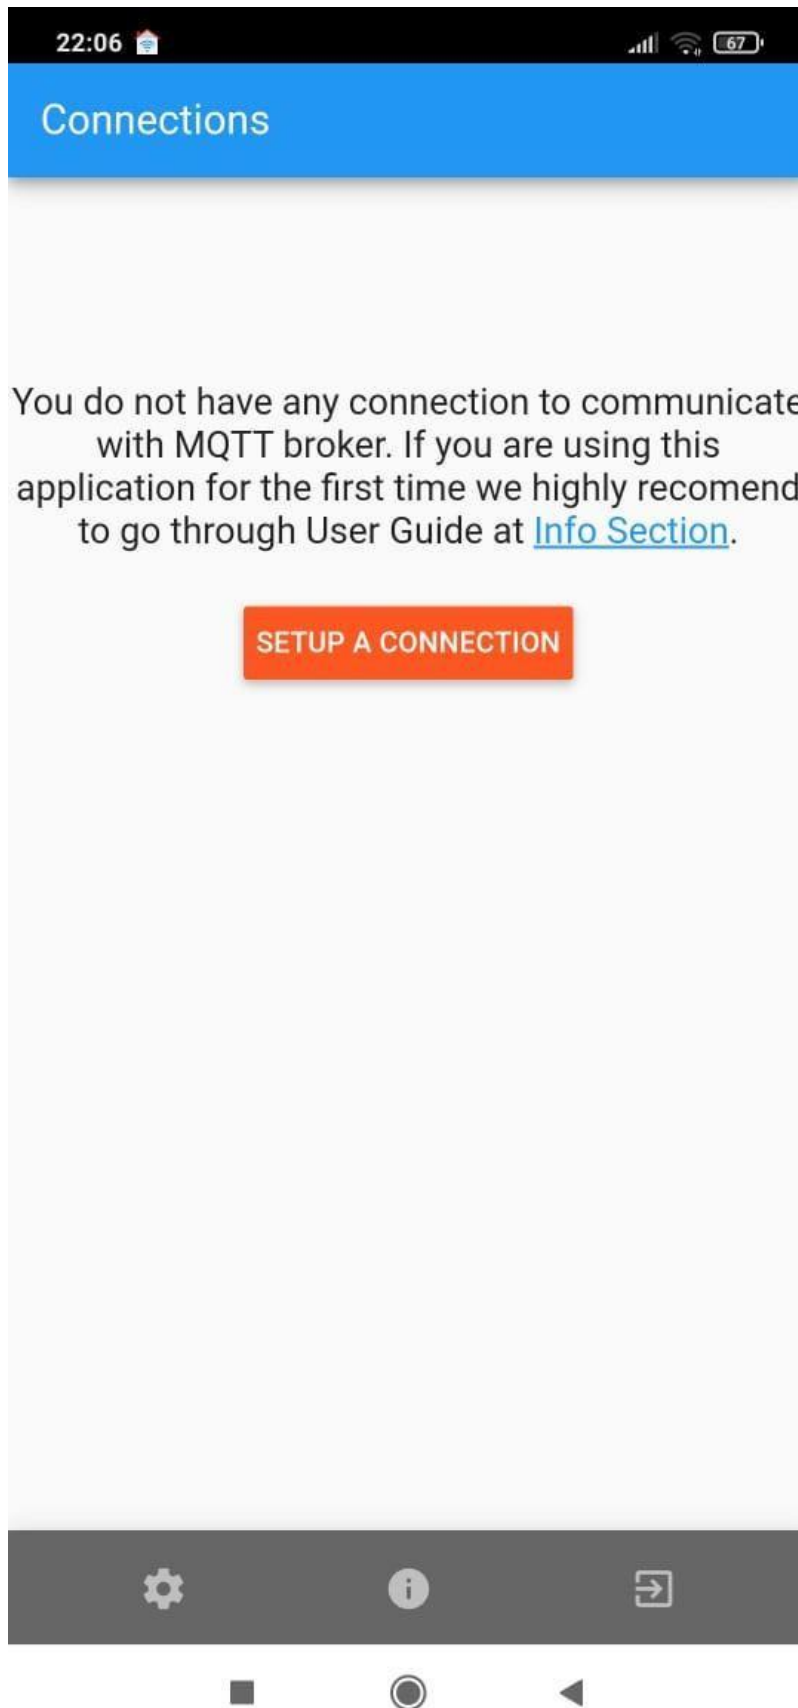 22:06
67
Connections
You do not have any connection to communicate
with MQTT broker. If you are using this
application for the first time we highly recomend
to go through User Guide at Info Section.
SETUP A CONNECTION